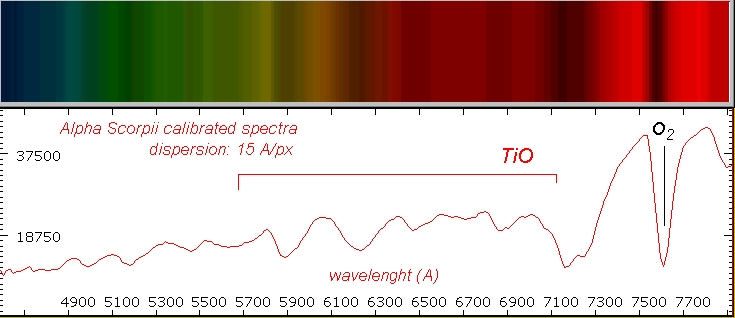 Alpha Scorpii calibrated spectra
dispersion: 15 A/px
O2
TiO
37500
18750
wavelenght (A)
4900 5100 5300 5500 5700 5900 6100 6300 6500 6700 6900 7100 7300 7500 7700